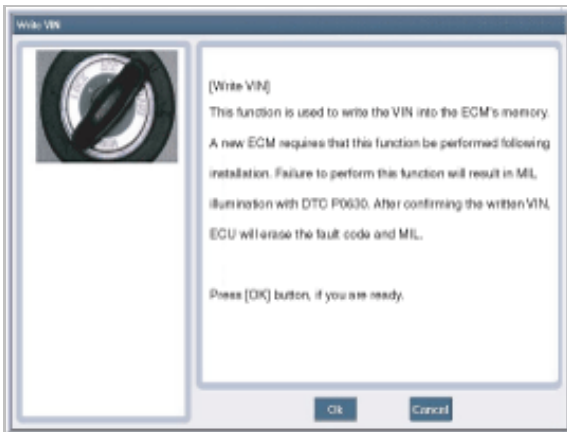 Write VIN
[Write VIN]
This function is used to write the VIN into the ECM's memory.
A new ECM requires that this function be performed following
installation. Failure to perform this function will result in MIL
illumination with DTC P0630. After confirming the written VIN,
ECU will erase the fault code and MIL.
Press [OK] button, if you are ready.
Ok
Cancel